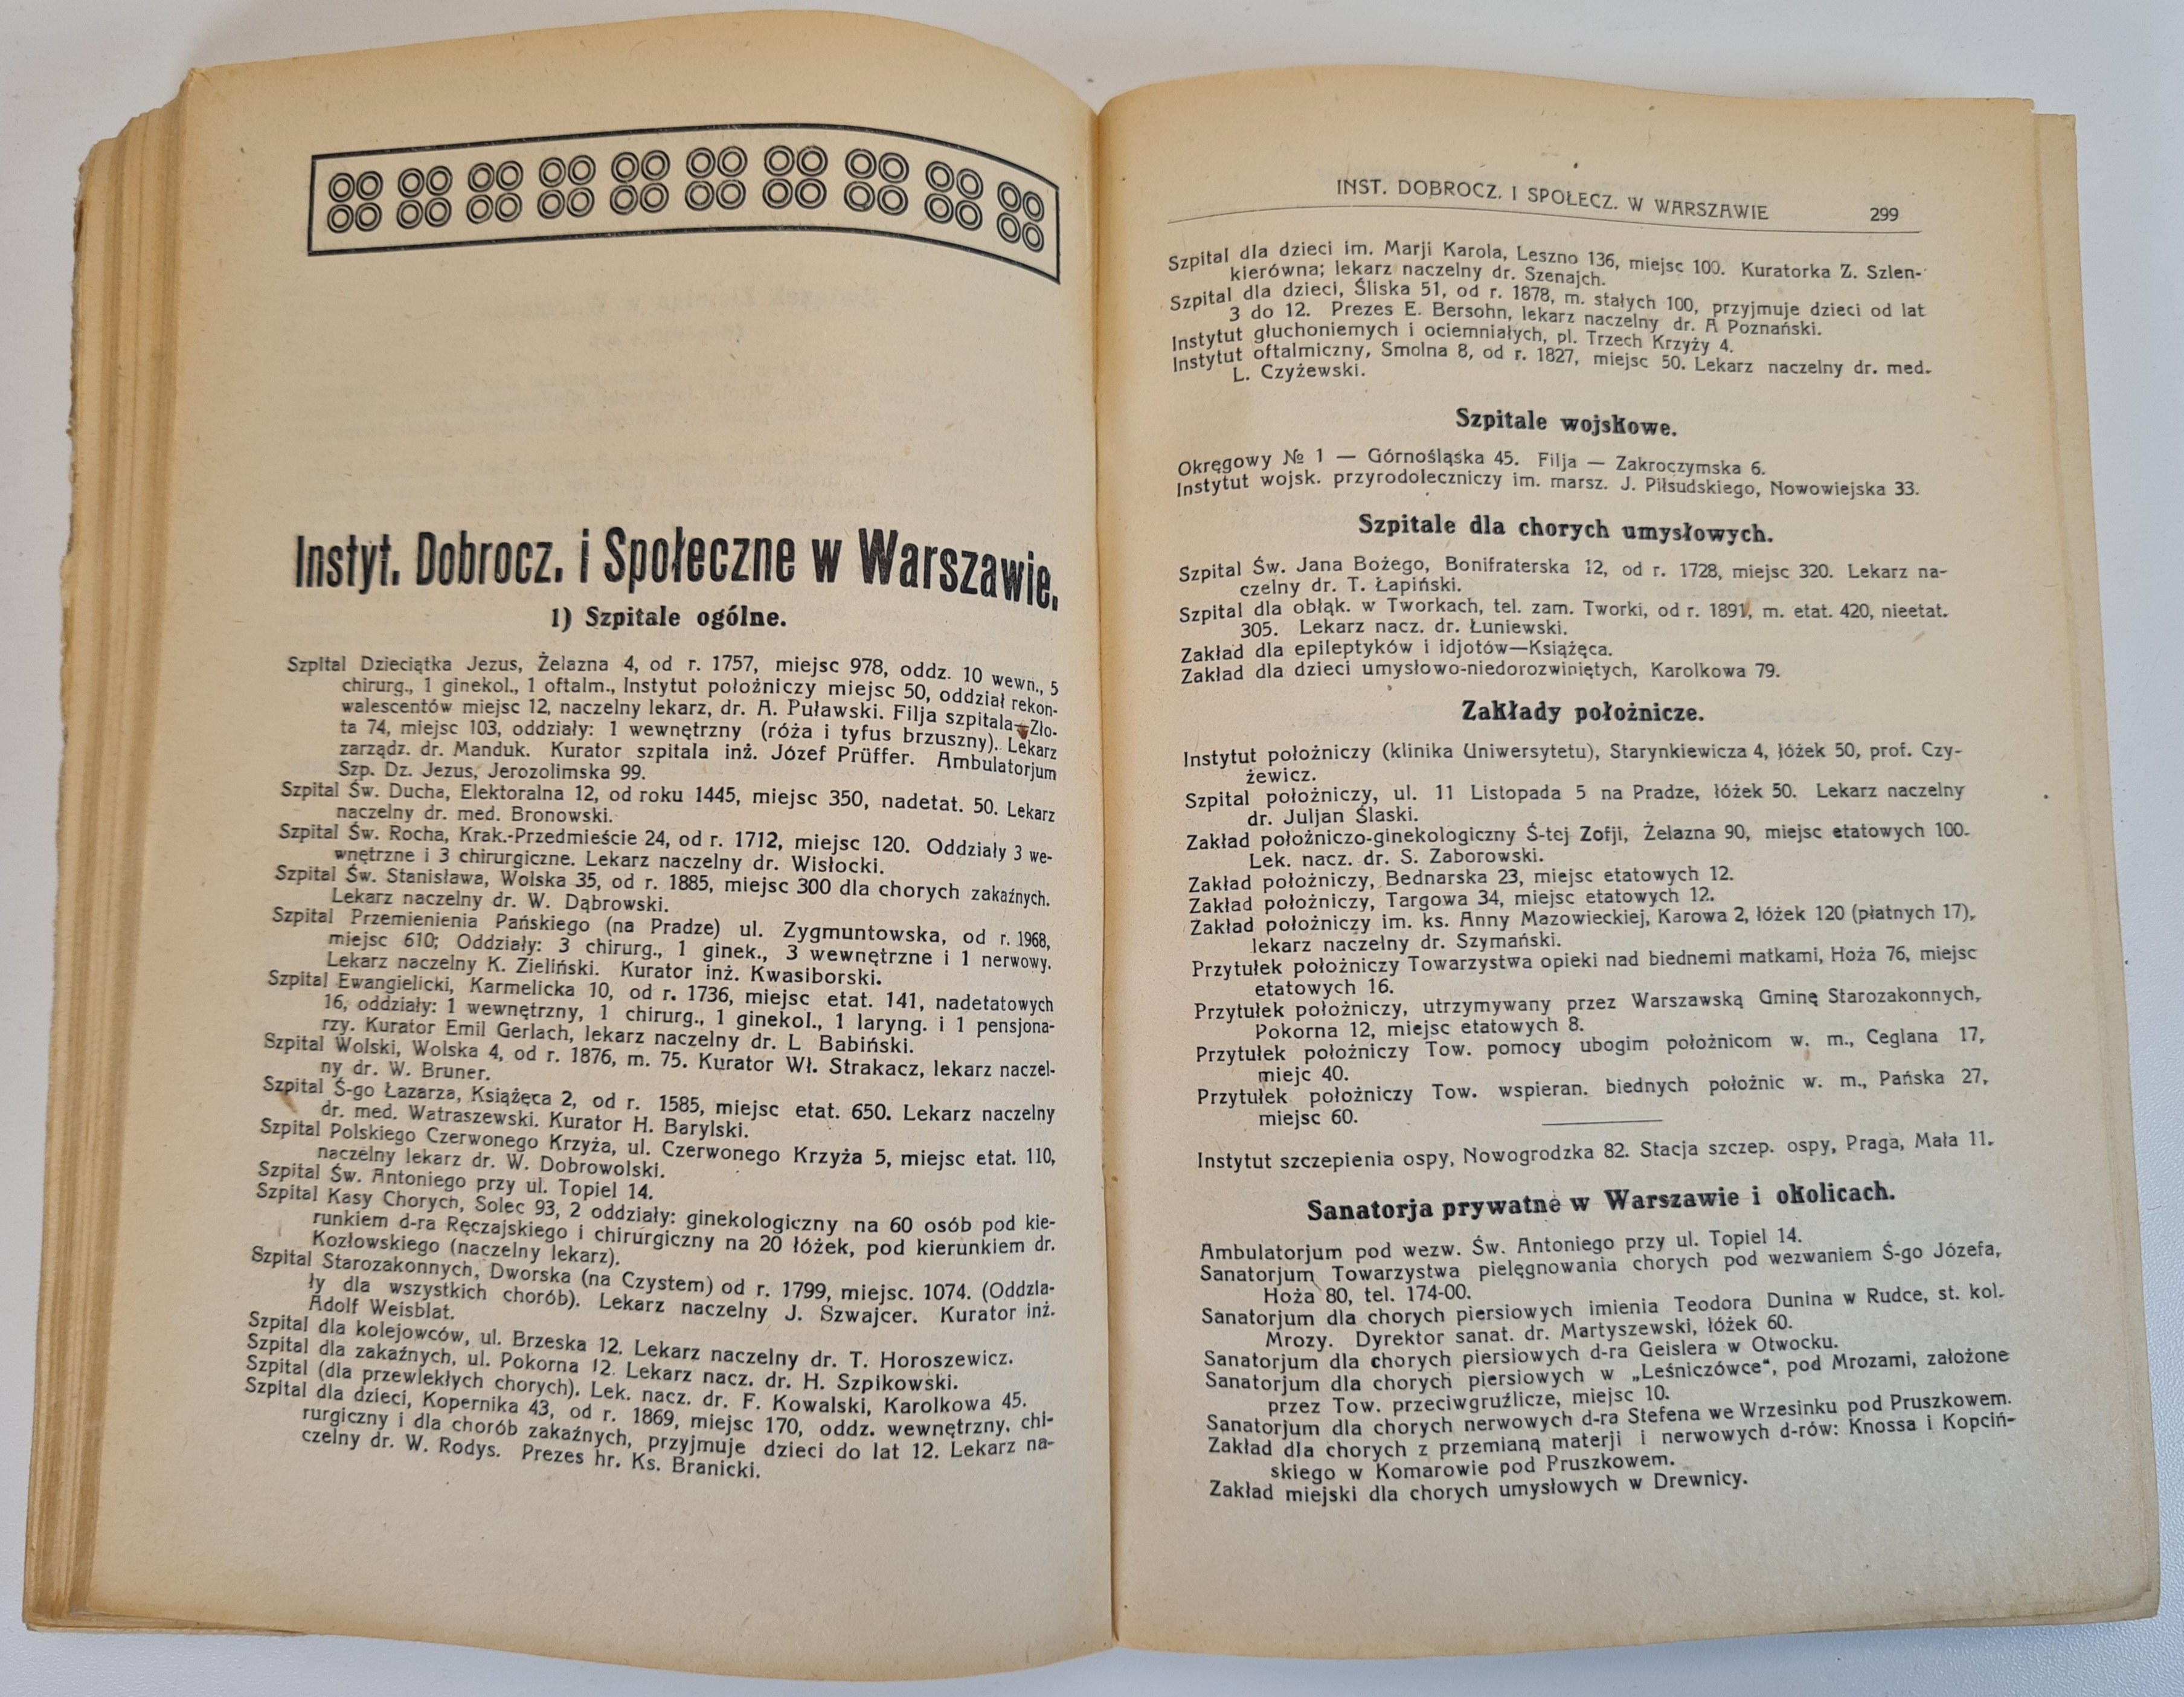 Instyt. Dobrocz. i Społeczne w Warszawie.
1) Szpitale ogólne.
Szpital Dzieciątka Jezus, Żelazna 4, od r. 1757, miejsc 978, oddz. 10 wewn., 5
chirurg., 1 ginekol., 1 oftalm., Instytut położniczy miejsc 50, oddział rekon-
walescentów miejsc 12, naczelny lekarz, dr. A. Puławski. Filja szpitala—Zło-
ta 74, miejsc 103, oddziały: 1 wewnętrzny (róża i tyfus brzuszny). Lekarz
zarządz. dr. Manduk. Kurator szpitala inż. Józef Prüffer. Ambulatorjum
Szp. Dz. Jezus, Jerozolimska 99.
Szpital Św. Ducha, Elektoralna 12, od roku 1445, miejsc 350, nadetat. 50. Lekarz
naczelny dr. med. Bronowski.
Szpital Św. Rocha, Krak.-Przedmieście 24, od r. 1712, miejsc 120. Oddziały 3 we-
wnętrzne i 3 chirurgiczne. Lekarz naczelny dr. Wisłocki.
Szpital Św. Stanisława, Wolska 35, od r. 1885, miejsc 300 dla chorych zakaźnych.
Lekarz naczelny dr. W. Dąbrowski.
Szpital Przemienienia Pańskiego (na Pradze) ul. Zygmuntowska, od r. 1968,
miejsc 610; Oddziały: 3 chirurg., 1 ginek., 3 wewnętrzne i 1 nerwowy.
Lekarz naczelny K. Zieliński. Kurator inż. Kwasiborski.
Szpital Ewangielicki, Karmelicka 10, od r. 1736, miejsc etat. 141, nadetatowych
16, oddziały: 1 wewnętrzny, 1 chirurg., 1 ginekol., 1 laryng. i 1 pensjona-
rzy. Kurator Emil Gerlach, lekarz naczelny dr. L Babiński.
Szpital Wolski, Wolska 4, od r. 1876, m. 75. Kurator Wł. Strakacz, lekarz naczel-
ny dr. W. Bruner.
Szpital Ś-go Łazarza, Książęca 2, od r. 1585, miejsc etat. 650. Lekarz naczelny
dr. med. Watraszewski. Kurator H. Barylski.
Szpital Polskiego Czerwonego Krzyża, ul. Czerwonego Krzyża 5, miejsc etat. 110,
naczelny lekarz dr. W. Dobrowolski.
Szpital Św. Antoniego przy ul. Topiel 14.
Szpital Kasy Chorych, Solec 93, 2 oddziały: ginekologiczny na 60 osób pod kie-
runkiem d-ra Ręczajskiego i chirurgiczny na 20 łóżek, pod kierunkiem dr.
Kozłowskiego (naczelny lekarz).
Szpital Starozakonnych, Dworska (na Czystem) od r. 1799, miejsc. 1074. (Oddzia-
ły dla wszystkich chorób). Lekarz naczelny J. Szwajcer. Kurator inż.
Adolf Weisblat.
Szpital dla kolejowców, ul. Brzeska 12. Lekarz naczelny dr. T. Horoszewicz.
Szpital dla zakaźnych, ul. Pokorna 12. Lekarz nacz. dr. H. Szpikowski.
Szpital (dla przewlekłych chorych). Lek. nacz. dr. F. Kowalski, Karolkowa 45.
Szpital dla dzieci, Kopernika 43, od r. 1869, miejsc 170, oddz. wewnętrzny, chi-
rurgiczny i dla chorób zakaźnych, przyjmuje dzieci do lat 12. Lekarz na-
czelny dr. W. Rodys. Prezes hr. Ks. Branicki.
INST. DOBROCZ. I SPOŁECZ. W WARSZAWIE 299
Szpital dla dzieci im. Marji Karola, Leszno 136, miejsc 100. Kuratorka Z. Szlen-
kierówna; lekarz naczelny dr. Szenajch.
Szpital dla dzieci, Śliska 51, od r. 1878, m. stałych 100, przyjmuje dzieci od lat
3 do 12. Prezes E. Bersohn, lekarz naczelny dr. A Poznański.
Instytut głuchoniemych i ociemniałych, pl. Trzech Krzyży 4.
Instytut oftalmiczny, Smolna 8, od r. 1827, miejsc 50. Lekarz naczelny dr. med.
L. Czyżewski.
Szpitale wojskowe.
Okręgowy № 1 — Górnośląska 45. Filja — Zakroczymska 6.
Instytut wojsk. przyrodoleczniczy im. marsz. J. Piłsudskiego, Nowowiejska 33.
Szpitale dla chorych umysłowych.
Szpital Św. Jana Bożego, Bonifraterska 12, od r. 1728, miejsc 320. Lekarz na-
czelny dr. T. Łapiński.
Szpital dla obłąk. w Tworkach, tel. zam. Tworki, od r. 1891, m. etat. 420, nieetat.
305. Lekarz nacz. dr. Łuniewski.
Zakład dla epileptyków i idjotów—Książęca.
Zakład dla dzieci umysłowo-niedorozwiniętych, Karolkowa 79.
Zakłady położnicze.
Instytut położniczy (klinika Uniwersytetu), Starynkiewicza 4, łóżek 50, prof. Czy-
żewicz.
Szpital położniczy, ul. 11 Listopada 5 na Pradze, łóżek 50. Lekarz naczelny
dr. Juljan Ślaski.
Zakład położniczo-ginekologiczny Ś-tej Zofji, Żelazna 90, miejsc etatowych 100.
Lek. nacz. dr. S. Zaborowski.
Zakład położniczy, Bednarska 23, miejsc etatowych 12.
Zakład położniczy, Targowa 34, miejsc etatowych 12.
Zakład położniczy im. ks. Anny Mazowieckiej, Karowa 2, łóżek 120 (płatnych 17),
lekarz naczelny dr. Szymański.
Przytułek położniczy Towarzystwa opieki nad biednemi matkami, Hoża 76, miejsc
etatowych 16.
Przytułek położniczy, utrzymywany przez Warszawską Gminę Starozakonnych,
Pokorna 12, miejsc etatowych 8.
Przytułek położniczy Tow. pomocy ubogim położnicom w. m., Ceglana 17,
miejc 40.
Przytułek położniczy Tow. wspieran. biednych położnic w. m., Pańska 27,
miejsc 60.
Instytut szczepienia ospy, Nowogrodzka 82. Stacja szczep. ospy, Praga, Mała 11.
Sanatorja prywatne w Warszawie i okolicach.
Ambulatorjum pod wezw. Św. Antoniego przy ul. Topiel 14.
Sanatorjum Towarzystwa pielęgnowania chorych pod wezwaniem Ś-go Józefa,
Hoża 80, tel. 174-00.
Sanatorjum dla chorych piersiowych imienia Teodora Dunina w Rudce, st. kol.
Mrozy. Dyrektor sanat. dr. Martyszewski, łóżek 60.
Sanatorjum dla chorych piersiowych d-ra Geislera w Otwocku.
Sanatorjum dla chorych piersiowych w „Leśniczówce“, pod Mrozami, założone
przez Tow. przeciwgruźlicze, miejsc 10.
Sanatorjum dla chorych nerwowych d-ra Stefena we Wrzesinku pod Pruszkowem.
Zakład dla chorych z przemianą materji i nerwowych d-rów: Knossa i Kopciń-
skiego w Komarowie pod Pruszkowem.
Zakład miejski dla chorych umysłowych w Drewnicy.